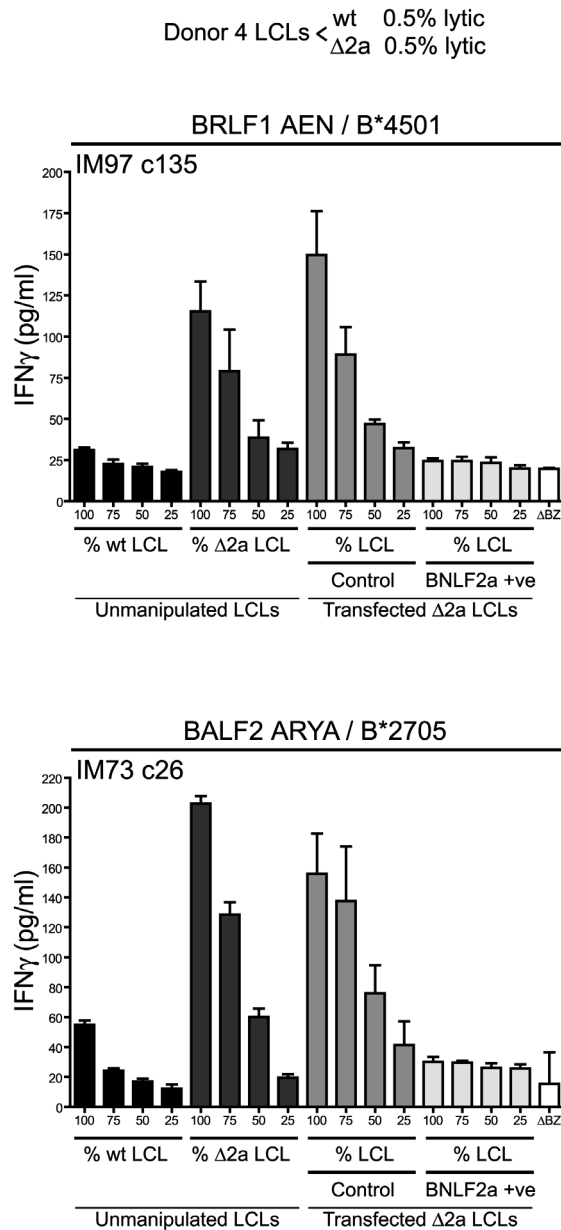 Donor 4 LCLs < wt 0.5% lytic
Δ2a 0.5% lytic
BRLF1 AEN / B*4501
IM97 c135
IFNγ (pg/ml)
200
175
150
125
100
75
50
25
0
100 75 50 25 100 75 50 25 100 75 50 25 100 75 50 25 ΔBZ
% wt LCL % Δ2a LCL % LCL % LCL
Control BNLF2a +ve
Unmanipulated LCLs Transfected Δ2a LCLs
BALF2 ARYA / B*2705
IM73 c26
IFNγ (pg/ml)
220
200
180
160
140
120
100
80
60
40
20
0
100 75 50 25 100 75 50 25 100 75 50 25 100 75 50 25 ΔBZ
% wt LCL % Δ2a LCL % LCL % LCL
Control BNLF2a +ve
Unmanipulated LCLs Transfected Δ2a LCLs